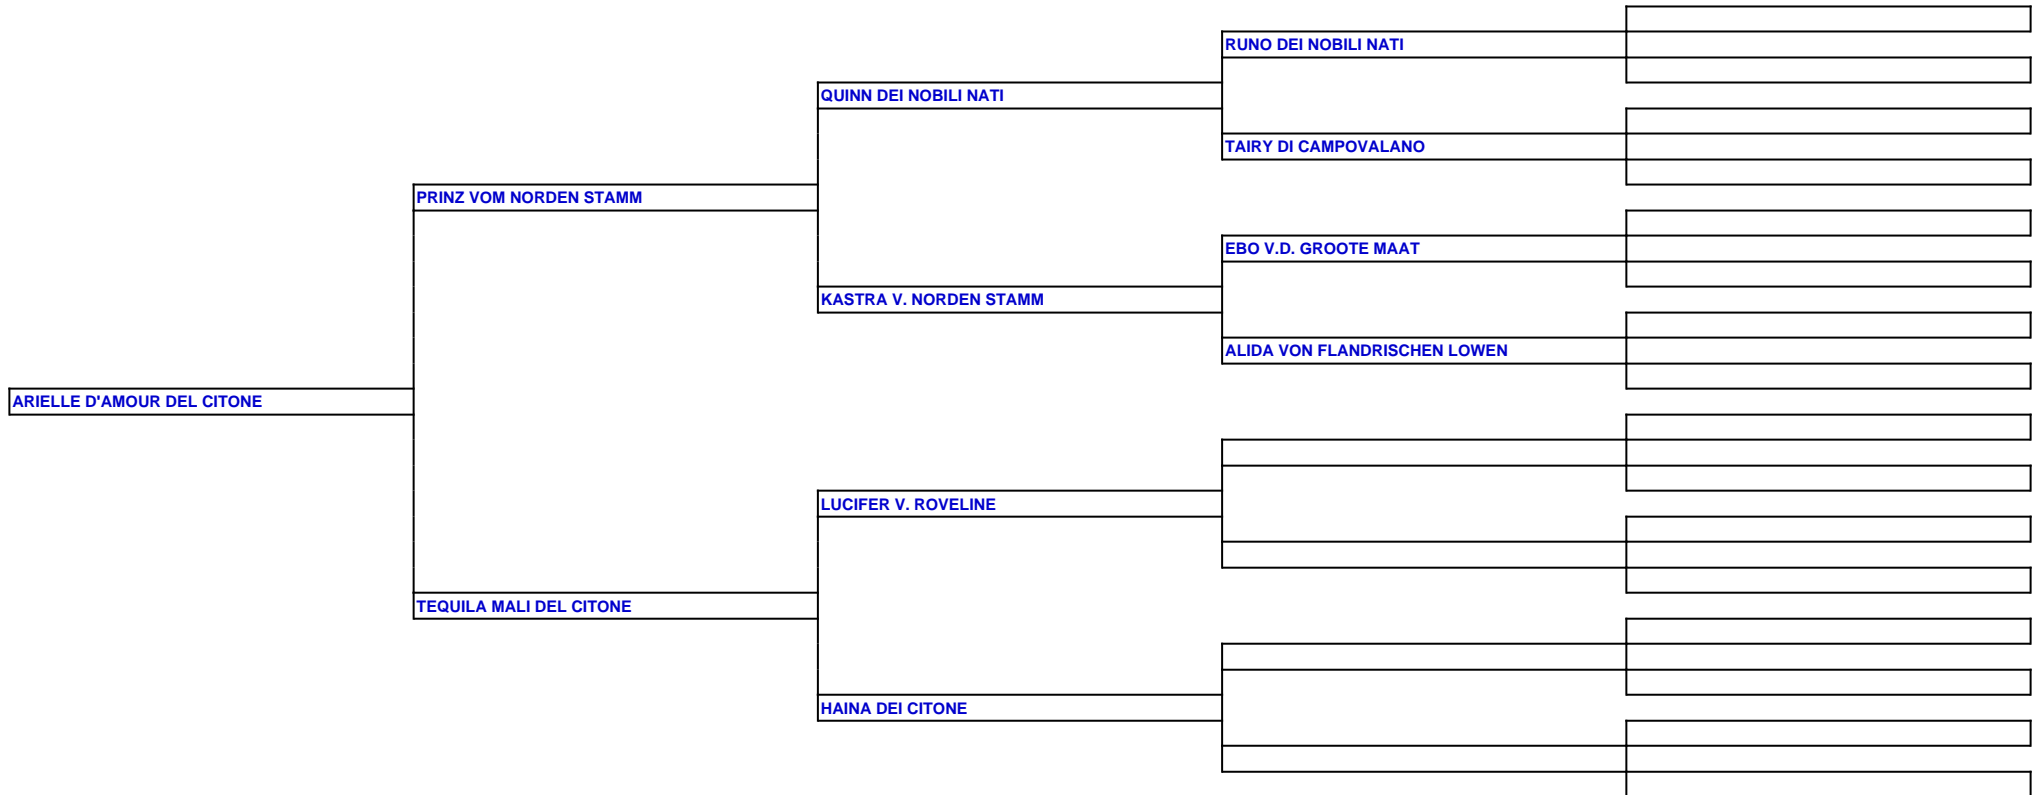 RUNO DEI NOBILI NATI
QUINN DEI NOBILI NATI
TAIRY DI CAMPOVALANO
PRINZ VOM NORDEN STAMM
EBO V.D. GROOTE MAAT
KASTRA V. NORDEN STAMM
ALIDA VON FLANDRISCHEN LOWEN
ARIELLE D'AMOUR DEL CITONE
LUCIFER V. ROVELINE
TEQUILA MALI DEL CITONE
HAINA DEI CITONE